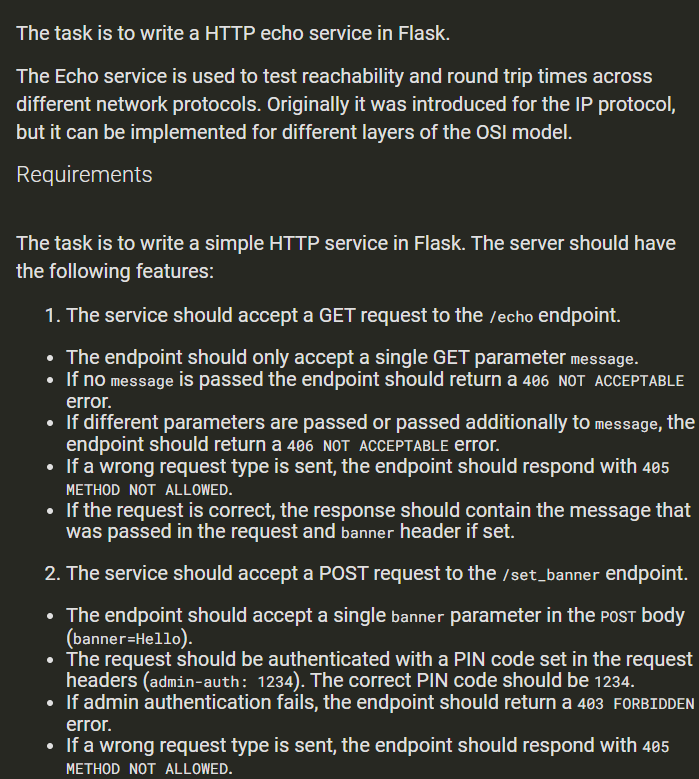 The task is to write a HTTP echo service in Flask.
The Echo service is used to test reachability and round trip times across
different network protocols. Originally it was introduced for the IP protocol,
but it can be implemented for different layers of the OSI model.
Requirements
The task is to write a simple HTTP service in Flask. The server should have
the following features:
1. The service should accept a GET request to the /echo endpoint.
• The endpoint should only accept a single GET parameter message.
• If no message is passed the endpoint should return a 406 NOT ACCEPTABLE
error.
• If different parameters are passed or passed additionally to message, the
endpoint should return a 406 NOT ACCEPTABLE error.
• If a wrong request type is sent, the endpoint should respond with 405
METHOD NOT ALLOWED.
• If the request is correct, the response should contain the message that
was passed in the request and banner header if set.
2. The service should accept a POST request to the /set_banner endpoint.
• The endpoint should accept a single banner parameter in the POST body
(banner=Hello).
• The request should be authenticated with a PIN code set in the request
headers (admin-auth: 1234). The correct PIN code should be 1234.
• If admin authentication fails, the endpoint should return a 403 FORBIDDEN
error.
• If a wrong request type is sent, the endpoint should respond with 405
METHOD NOT ALLOWED.